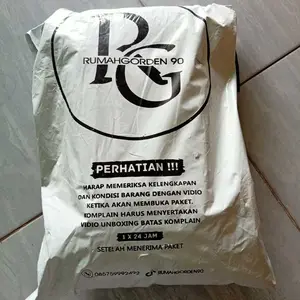 RG
RUMAHGORDEN 90
PERHATIAN !!!
HARAP MEMERIKSA KELENGKAPAN
DAN KONDISI BARANG DENGAN VIDIO
KETIKA AKAN MEMBUKA PAKET.
KOMPLAIN HARUS MENYERTAKAN
VIDIO UNBOXING BATAS KOMPLAIN
1 X 24 JAM
SETELAH MENERIMA PAKET
RUMAHGORDEN90